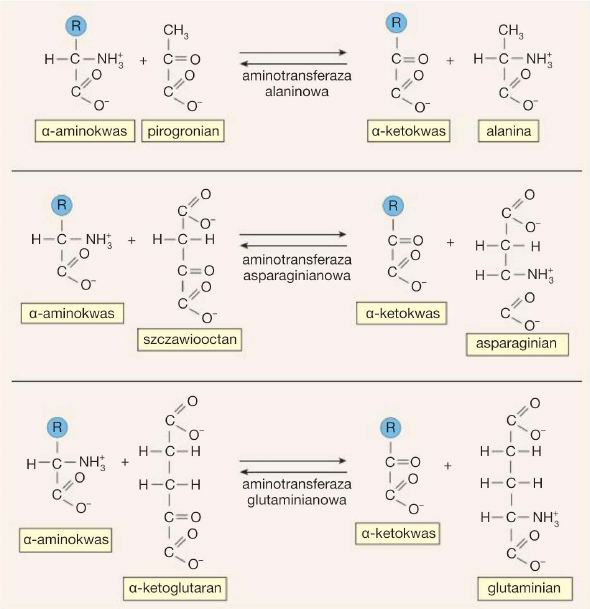 R
H — C — NH₃⁺
C
O
O⁻
α-aminokwas
+
CH₃
C = O
C
O
O⁻
pirogronian
aminotransferaza
alaninowa
R
C = O
C
O
O⁻
α-ketokwas
+
CH₃
H — C — NH₃⁺
C
O
O⁻
alanina
R
H — C — NH₃⁺
C
O
O⁻
α-aminokwas
+
C
O
O⁻
H — C — H
C = O
C
O
O⁻
szczawiooctan
aminotransferaza
asparaginianowa
R
C = O
C
O
O⁻
α-ketokwas
+
C
O
O⁻
H — C — H
H — C — NH₃⁺
C
O
O⁻
asparaginian
R
H — C — NH₃⁺
C
O
O⁻
α-aminokwas
+
C
O
O⁻
H — C — H
H — C — H
C = O
C
O
O⁻
α-ketoglutaran
aminotransferaza
glutaminianowa
R
C = O
C
O
O⁻
α-ketokwas
+
C
O
O⁻
H — C — H
H — C — H
H — C — NH₃⁺
C
O
O⁻
glutaminian